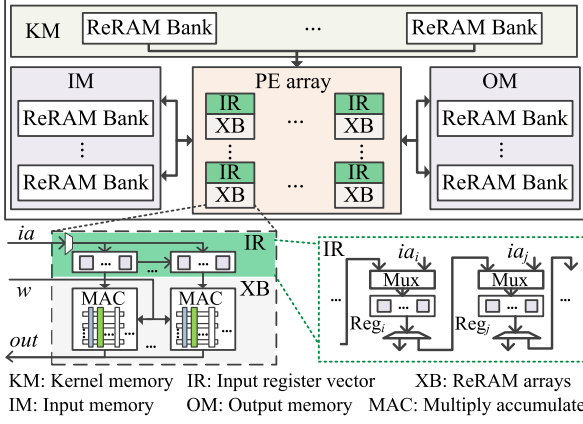 KM
ReRAM Bank
...
ReRAM Bank
IM
PE array
OM
ReRAM Bank
ReRAM Bank
IR
XB
...
IR
XB
ReRAM Bank
ReRAM Bank
IR
XB
...
IR
XB
ia
IR
w
XB
MAC
...
MAC
out
IR
ia_i
ia_j
Mux
Mux
...
...
Reg_i
Reg_j
KM: Kernel memory IR: Input register vector XB: ReRAM arrays
IM: Input memory OM: Output memory MAC: Multiply accumulate